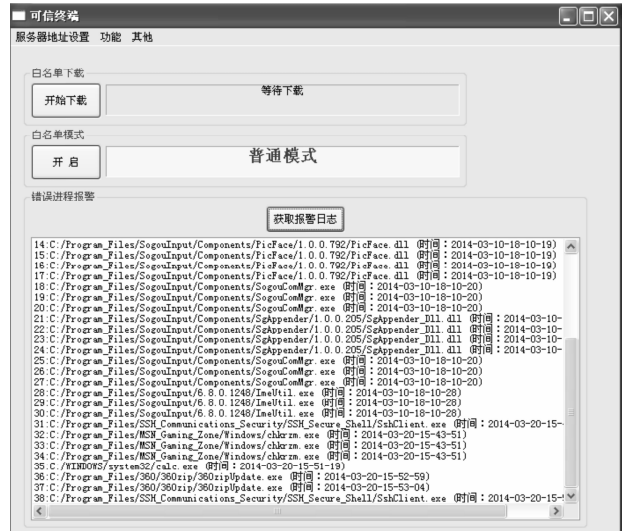 可信终端
服务器地址设置 功能 其他
白名单下载
开始下载
等待下载
白名单模式
开 启
普通模式
错误进程报警
获取报警日志
14:C:/Program_Files/SogouInput/Components/PicFace/1.0.0.792/PicFace.dll (时间：2014-03-10-18-10-19)
15:C:/Program_Files/SogouInput/Components/PicFace/1.0.0.792/PicFace.dll (时间：2014-03-10-18-10-19)
16:C:/Program_Files/SogouInput/Components/PicFace/1.0.0.792/PicFace.dll (时间：2014-03-10-18-10-19)
17:C:/Program_Files/SogouInput/Components/PicFace/1.0.0.792/PicFace.dll (时间：2014-03-10-18-10-19)
18:C:/Program_Files/SogouInput/Components/SogouComMgr.exe (时间：2014-03-10-18-10-20)
19:C:/Program_Files/SogouInput/Components/SogouComMgr.exe (时间：2014-03-10-18-10-20)
20:C:/Program_Files/SogouInput/Components/SogouComMgr.exe (时间：2014-03-10-18-10-20)
21:C:/Program_Files/SogouInput/Components/SgAppender/1.0.0.205/SgAppender_Dll.dll (时间：2014-03-10-
22:C:/Program_Files/SogouInput/Components/SgAppender/1.0.0.205/SgAppender_Dll.dll (时间：2014-03-10-
23:C:/Program_Files/SogouInput/Components/SgAppender/1.0.0.205/SgAppender_Dll.dll (时间：2014-03-10-
24:C:/Program_Files/SogouInput/Components/SgAppender/1.0.0.205/SgAppender_Dll.dll (时间：2014-03-10-
25:C:/Program_Files/SogouInput/Components/SogouComMgr.exe (时间：2014-03-10-18-10-20)
26:C:/Program_Files/SogouInput/Components/SogouComMgr.exe (时间：2014-03-10-18-10-20)
27:C:/Program_Files/SogouInput/Components/SogouComMgr.exe (时间：2014-03-10-18-10-20)
28:C:/Program_Files/SogouInput/6.8.0.1248/ImeUtil.exe (时间：2014-03-10-18-10-28)
29:C:/Program_Files/SogouInput/6.8.0.1248/ImeUtil.exe (时间：2014-03-10-18-10-28)
30:C:/Program_Files/SogouInput/6.8.0.1248/ImeUtil.exe (时间：2014-03-10-18-10-28)
31:C:/Program_Files/SSH_Communications_Security/SSH_Secure_Shell/SshClient.exe (时间：2014-03-20-15-
32:C:/Program_Files/MSN_Gaming_Zone/Windows/chkrzm.exe (时间：2014-03-20-15-43-51)
33:C:/Program_Files/MSN_Gaming_Zone/Windows/chkrzm.exe (时间：2014-03-20-15-43-51)
34:C:/Program_Files/MSN_Gaming_Zone/Windows/chkrzm.exe (时间：2014-03-20-15-43-51)
35.C./WINDOWS/system32/calc.exe (时间：2014-03-20-15-51-19)
36:C:/Program_Files/360/360zip/360zipUpdate.exe (时间：2014-03-20-15-52-59)
37:C:/Program_Files/360/360zip/360zipUpdate.exe (时间：2014-03-20-15-53-04)
38:C:/Program_Files/SSH_Communications_Security/SSH_Secure_Shell/SshClient.exe (时间：2014-03-20-15-5